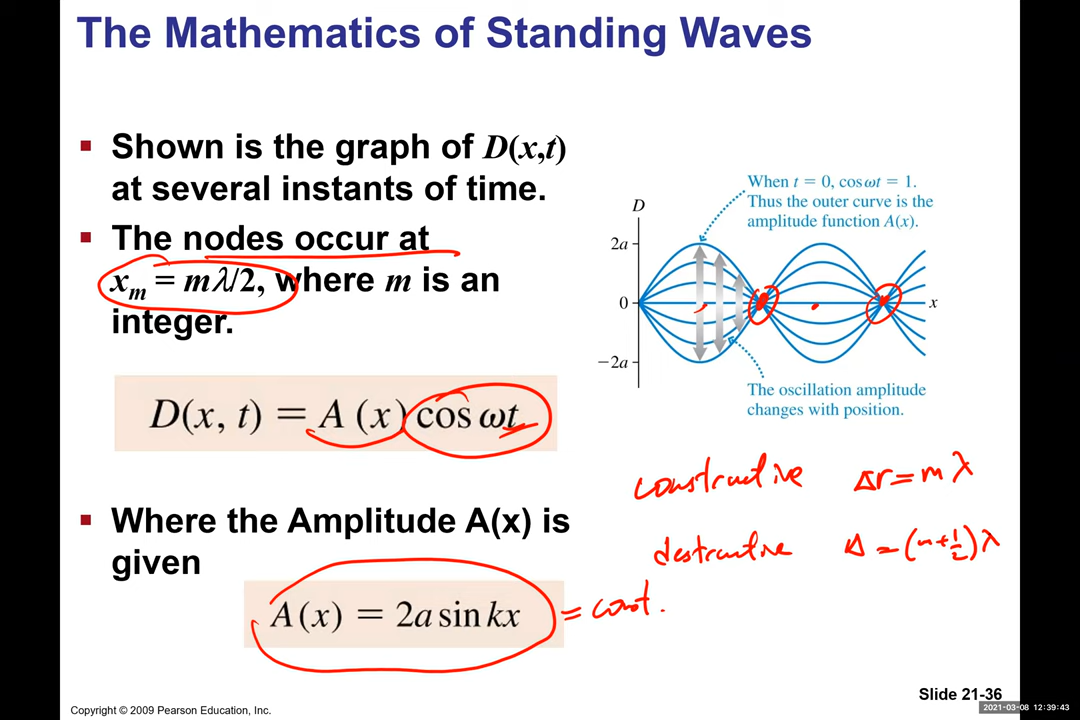 The Mathematics of Standing Waves
▪ Shown is the graph of D(x,t)
at several instants of time.
▪ The nodes occur at
xₘ = mλ/2, where m is an
integer.
D(x, t) = A (x) cos ωt
▪ Where the Amplitude A(x) is
given
A(x) = 2a sin kx
= const.
When t = 0, cos ωt = 1.
Thus the outer curve is the
amplitude function A(x).
D
2a
0
x
−2a
The oscillation amplitude
changes with position.
constructive Δr = mλ
destructive Δ = (m+1/2)λ
Slide 21-36
2021-03-08 12:39:43
Copyright © 2009 Pearson Education, Inc.